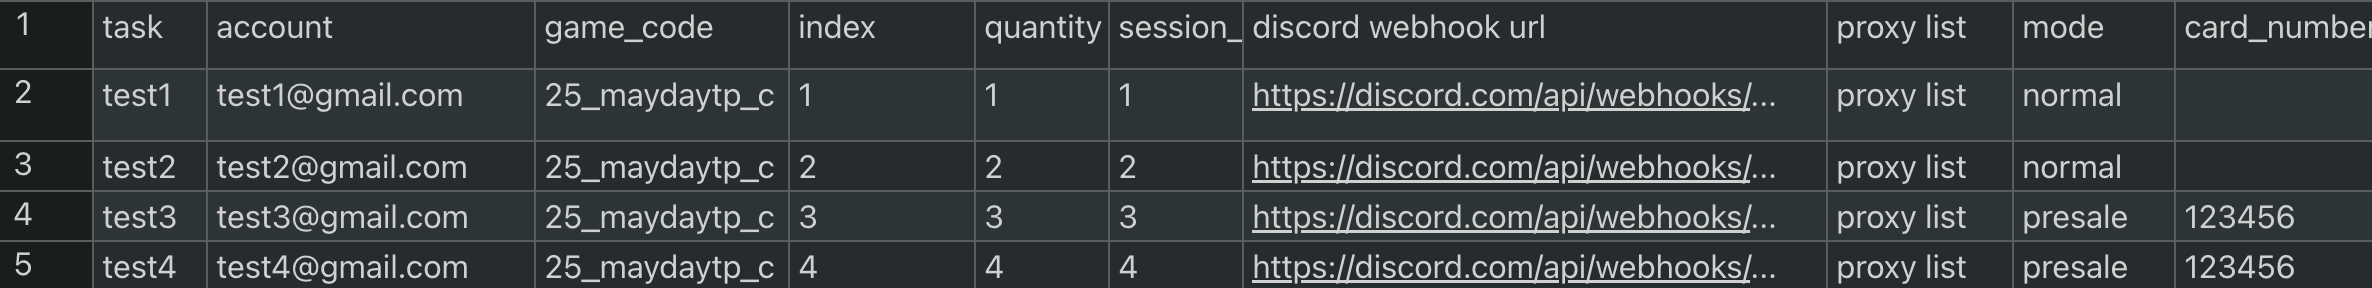 1 task account game_code index quantity session_ discord webhook url proxy list mode card_number
2 test1 test1@gmail.com 25_maydaytp_c 1 1 1 https://discord.com/api/webhooks/... proxy list normal
3 test2 test2@gmail.com 25_maydaytp_c 2 2 2 https://discord.com/api/webhooks/... proxy list normal
4 test3 test3@gmail.com 25_maydaytp_c 3 3 3 https://discord.com/api/webhooks/... proxy list presale 123456
5 test4 test4@gmail.com 25_maydaytp_c 4 4 4 https://discord.com/api/webhooks/... proxy list presale 123456